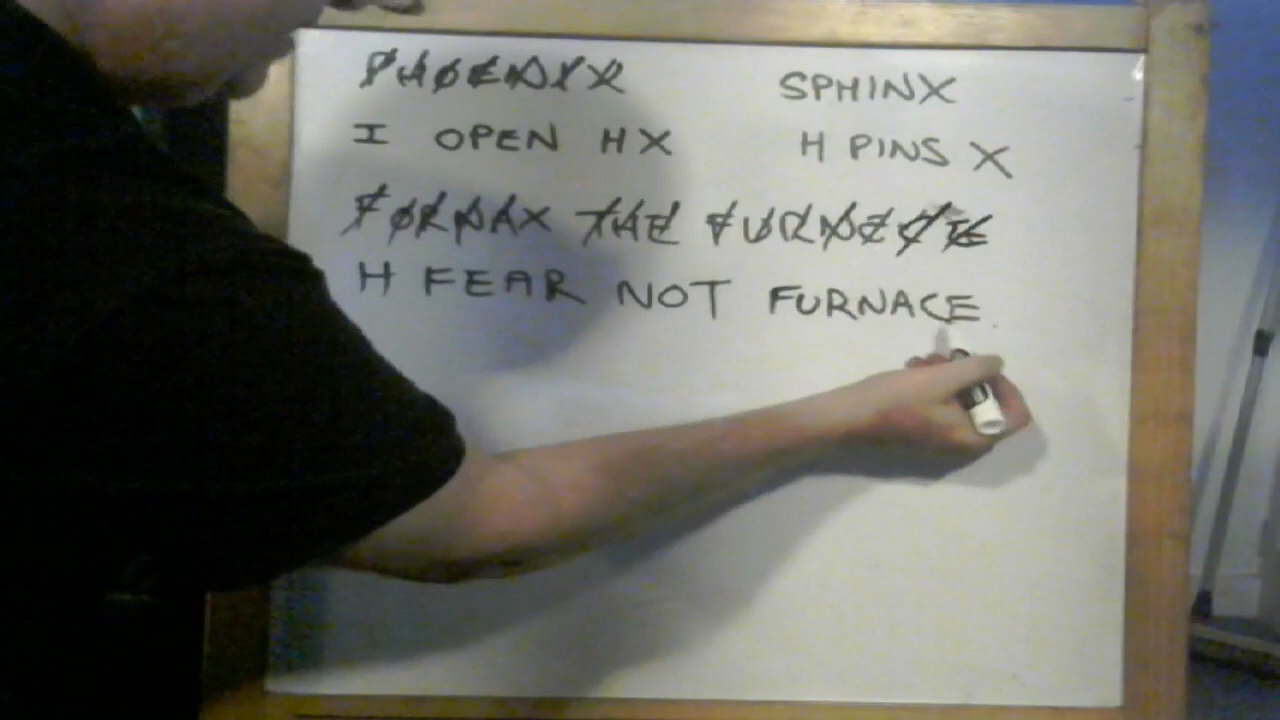 PHOENIX SPHINX
I OPEN HX H PINS X
FORNAX THE FURNACE
H FEAR NOT FURNACE